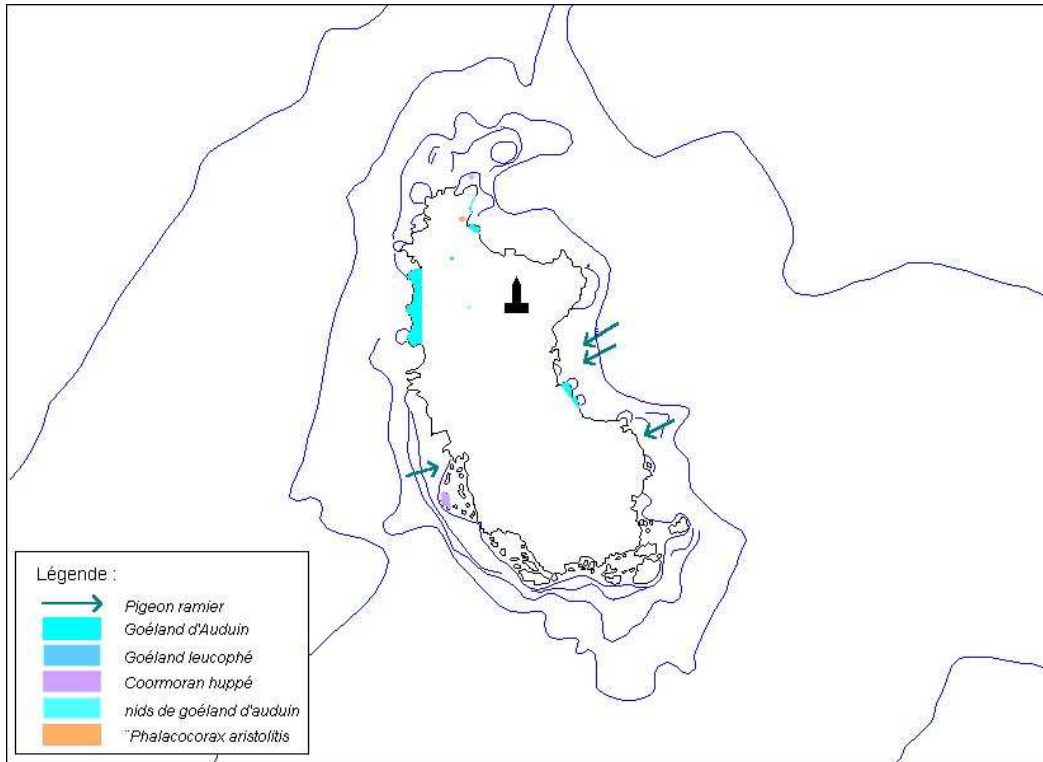 Légende :
Pigeon ramier
Goéland d'Auduin
Goéland leucophé
Coormoran huppé
nids de goéland d'auduin
¨Phalacocorax aristolitis